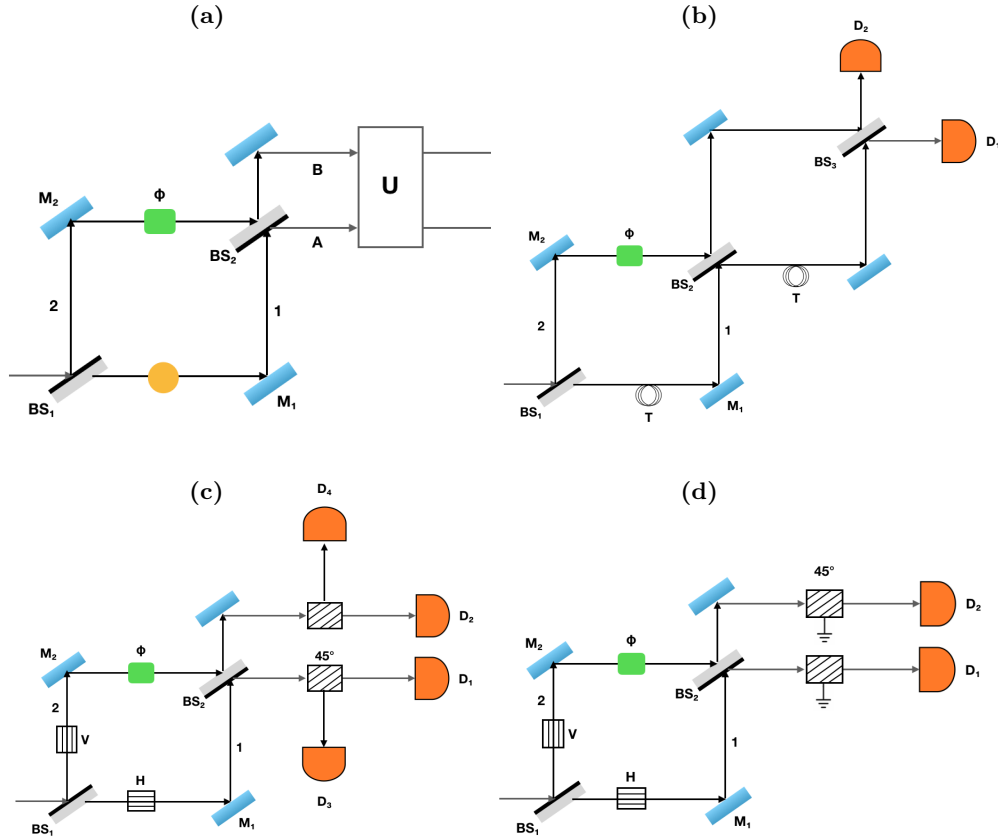 (a)
M₂
Φ
B
U
BS₂
A
2
1
BS₁
M₁
(b)
D₂
D₁
BS₃
M₂
Φ
BS₂
T
2
1
BS₁
T
M₁
(c)
D₄
D₂
45°
M₂
Φ
D₁
BS₂
2
V
1
H
D₃
BS₁
M₁
(d)
45°
D₂
M₂
Φ
D₁
BS₂
2
V
1
H
BS₁
M₁